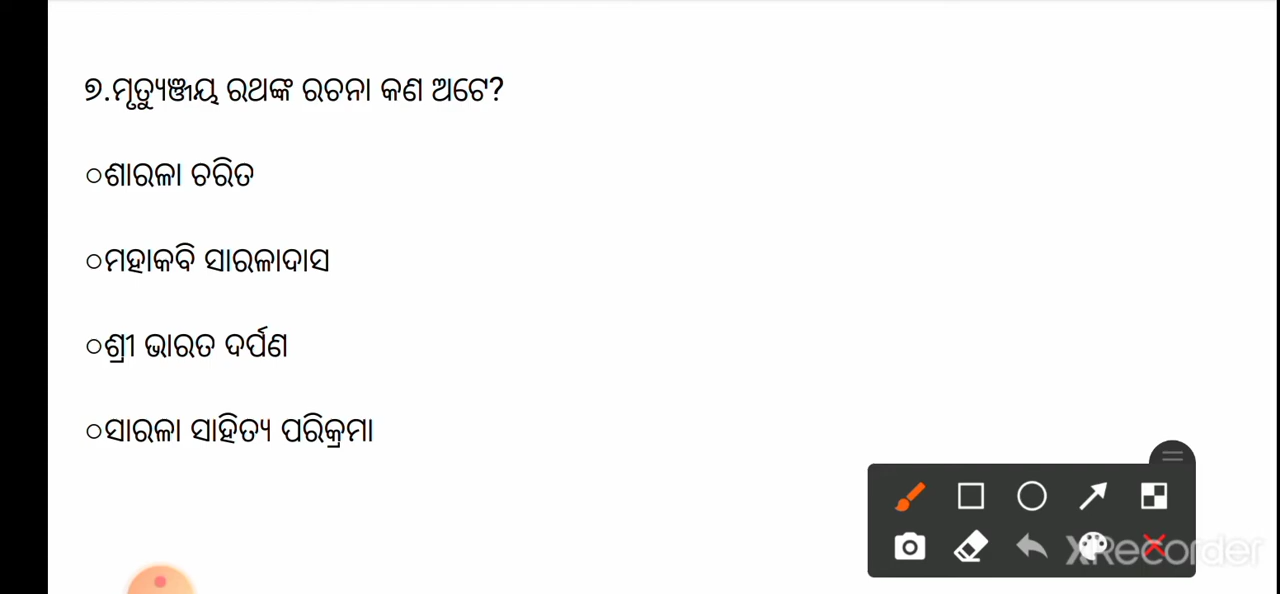 ୭.ମୃତ୍ୟୁଞ୍ଜୟ ରଥଙ୍କ ରଚନା କଣ ଅଟେ?
○ଶାରଳା ଚରିତ
○ମହାକବି ସାରଳାଦାସ
○ଶ୍ରୀ ଭାରତ ଦର୍ପଣ
○ସାରଳା ସାହିତ୍ୟ ପରିକ୍ରମା
XRecorder